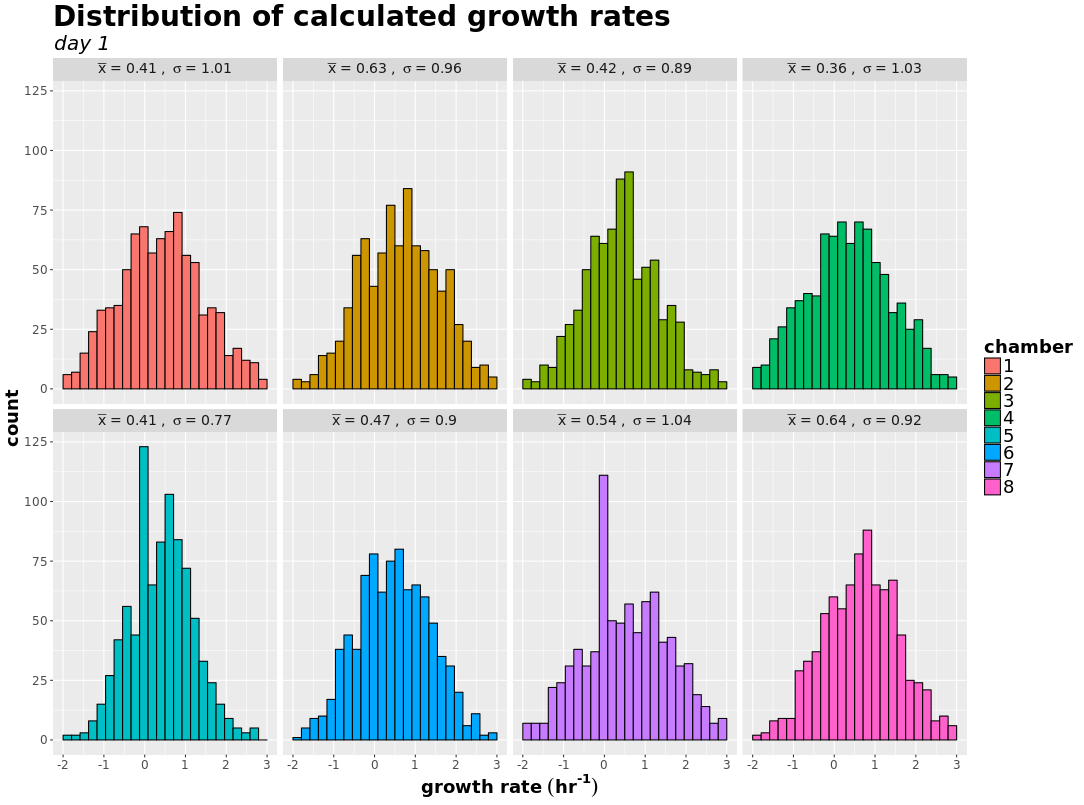 Distribution of calculated growth rates
day 1
x̅ = 0.41 , σ = 1.01
x̅ = 0.63 , σ = 0.96
x̅ = 0.42 , σ = 0.89
x̅ = 0.36 , σ = 1.03
125
100
75
50
25
0
x̅ = 0.41 , σ = 0.77
x̅ = 0.47 , σ = 0.9
x̅ = 0.54 , σ = 1.04
x̅ = 0.64 , σ = 0.92
125
100
75
50
25
0
-2 -1 0 1 2 3
-2 -1 0 1 2 3
-2 -1 0 1 2 3
-2 -1 0 1 2 3
count
growth rate (hr⁻¹)
chamber
1
2
3
4
5
6
7
8